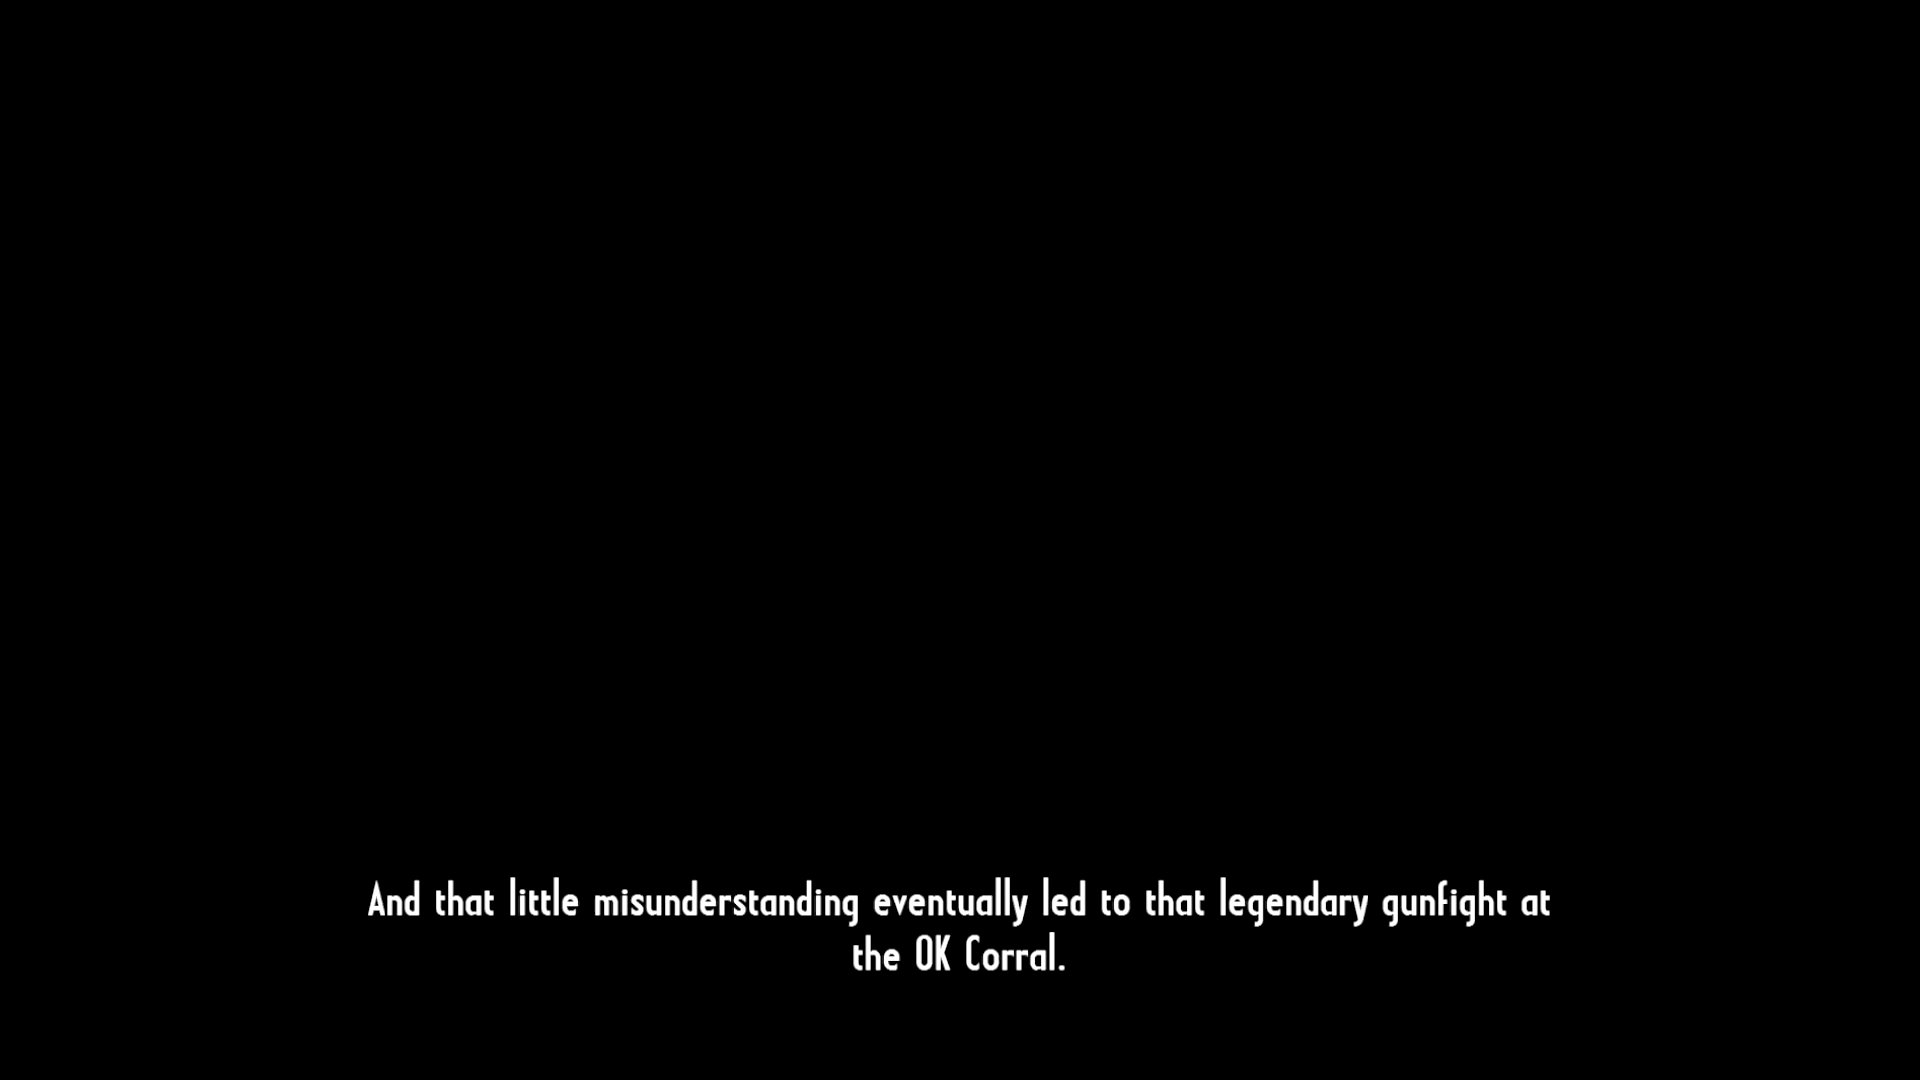 And that little misunderstanding eventually led to that legendary gunfight at
the OK Corral.